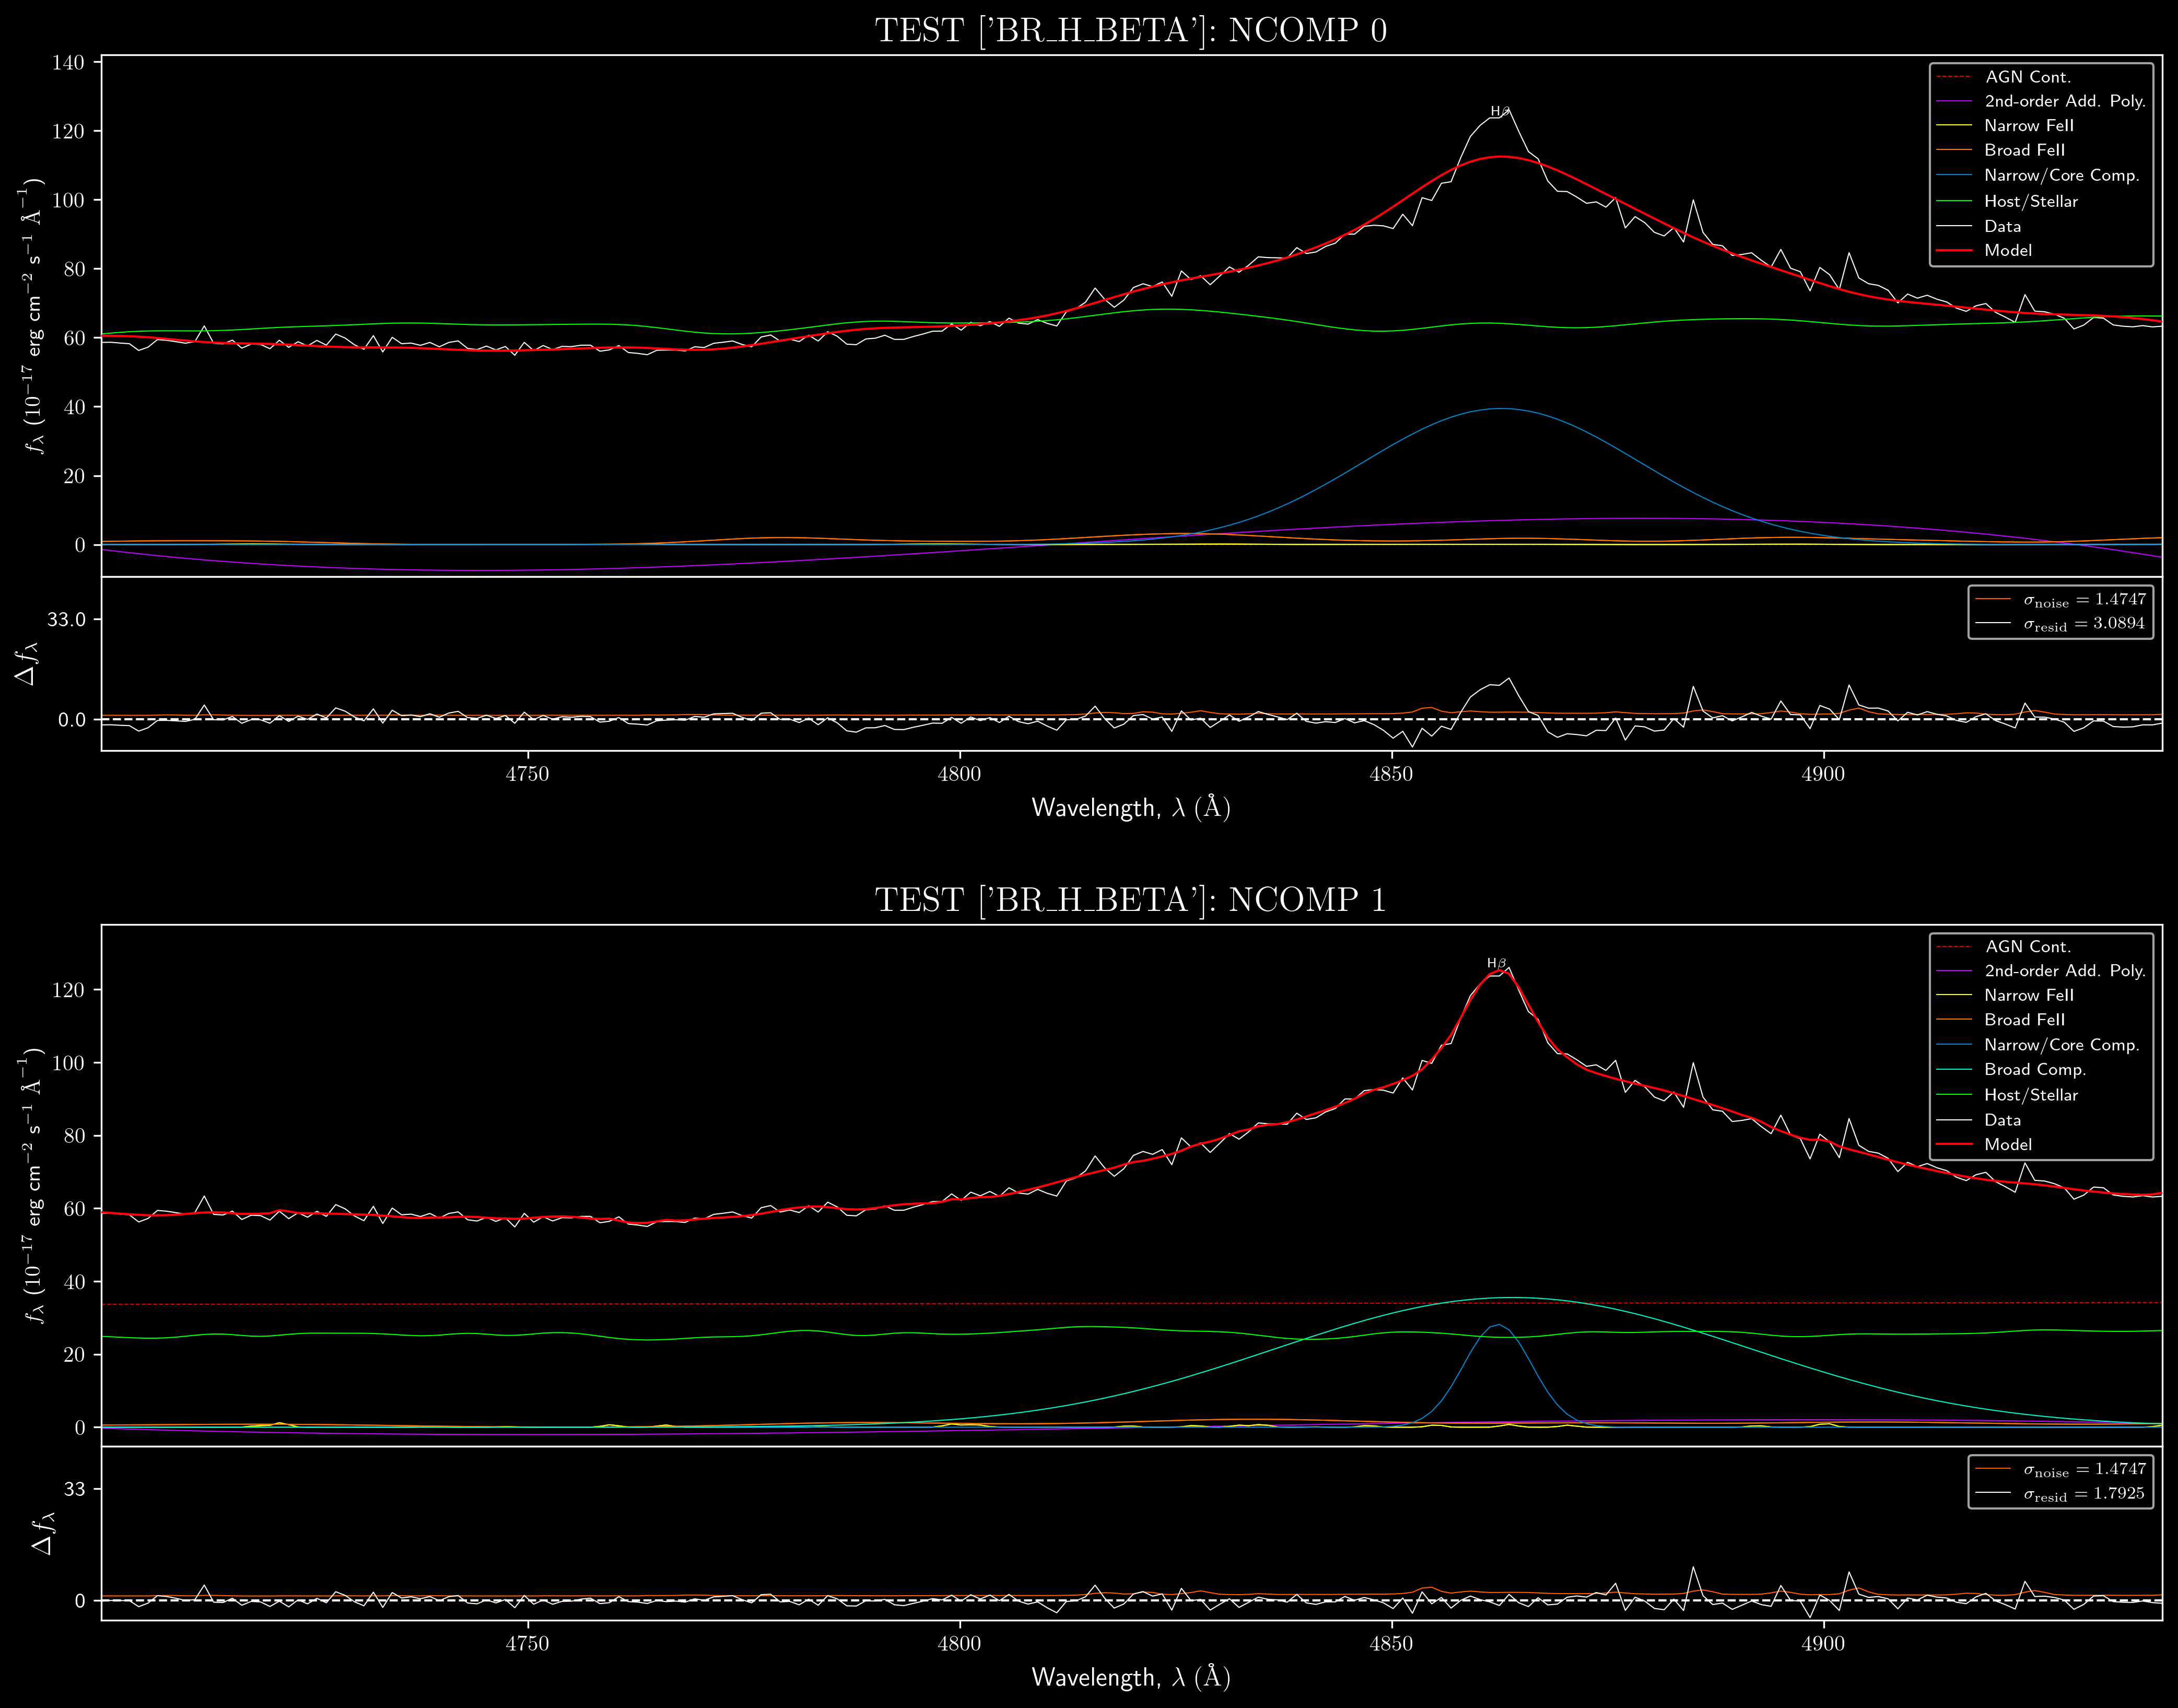 TEST ['BR_H_BETA']: NCOMP 0
140
120
100
80
60
40
20
0
fλ (10⁻¹⁷ erg cm⁻² s⁻¹ Å⁻¹)
Hβ
AGN Cont.
2nd-order Add. Poly.
Narrow FeII
Broad FeII
Narrow/Core Comp.
Host/Stellar
Data
Model
33.0
0.0
Δfλ
σnoise = 1.4747
σresid = 3.0894
4750
4800
4850
4900
Wavelength, λ (Å)
TEST ['BR_H_BETA']: NCOMP 1
120
100
80
60
40
20
0
fλ (10⁻¹⁷ erg cm⁻² s⁻¹ Å⁻¹)
Hβ
AGN Cont.
2nd-order Add. Poly.
Narrow FeII
Broad FeII
Narrow/Core Comp.
Broad Comp.
Host/Stellar
Data
Model
33
0
Δfλ
σnoise = 1.4747
σresid = 1.7925
4750
4800
4850
4900
Wavelength, λ (Å)